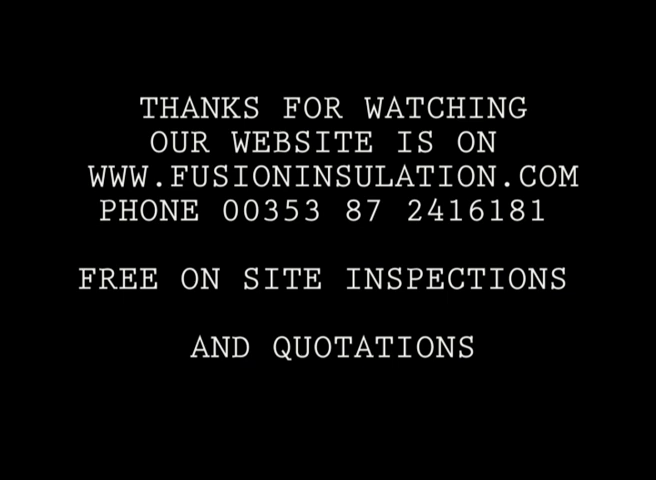 THANKS FOR WATCHING
OUR WEBSITE IS ON
WWW.FUSIONINSULATION.COM
PHONE 00353 87 2416181
FREE ON SITE INSPECTIONS
AND QUOTATIONS